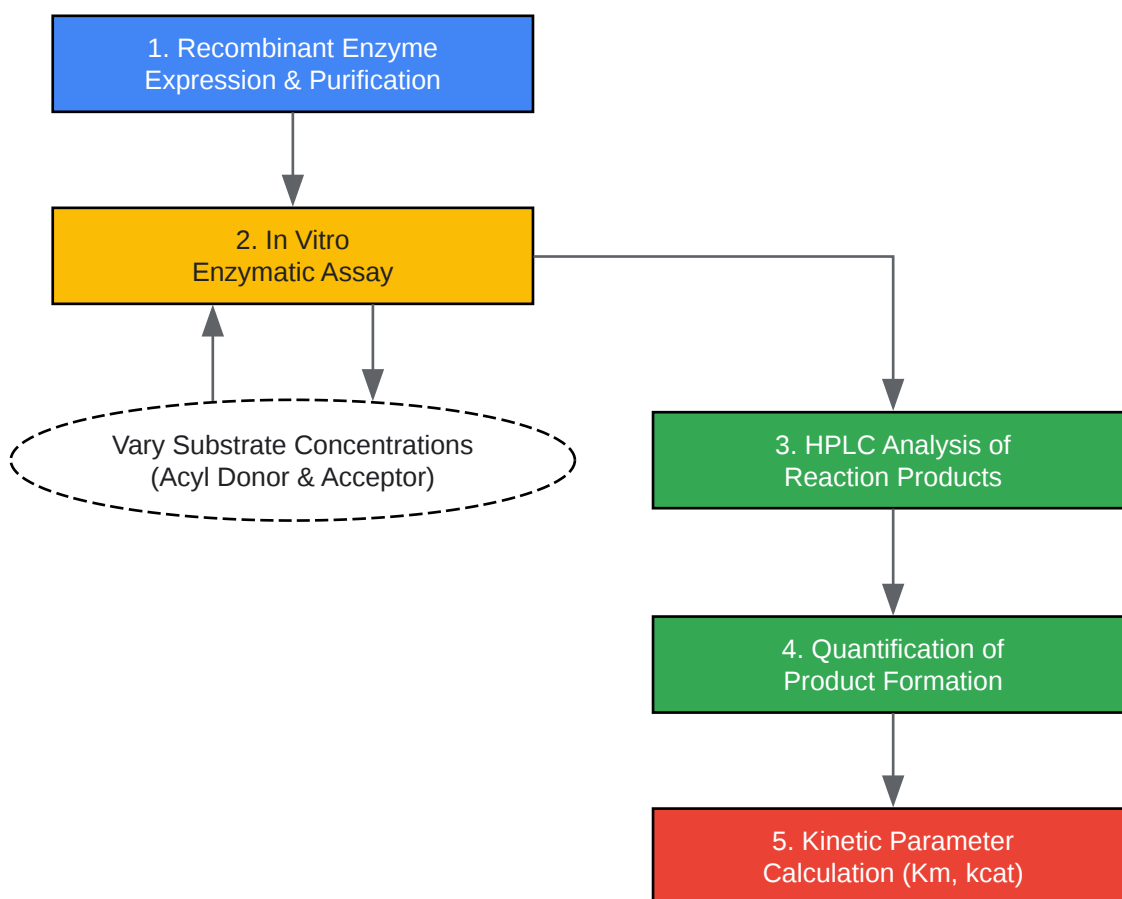 1. Recombinant Enzyme
Expression & Purification
2. In Vitro
Enzymatic Assay
Vary Substrate Concentrations
(Acyl Donor & Acceptor)
3. HPLC Analysis of
Reaction Products
4. Quantification of
Product Formation
5. Kinetic Parameter
Calculation (Km, kcat)